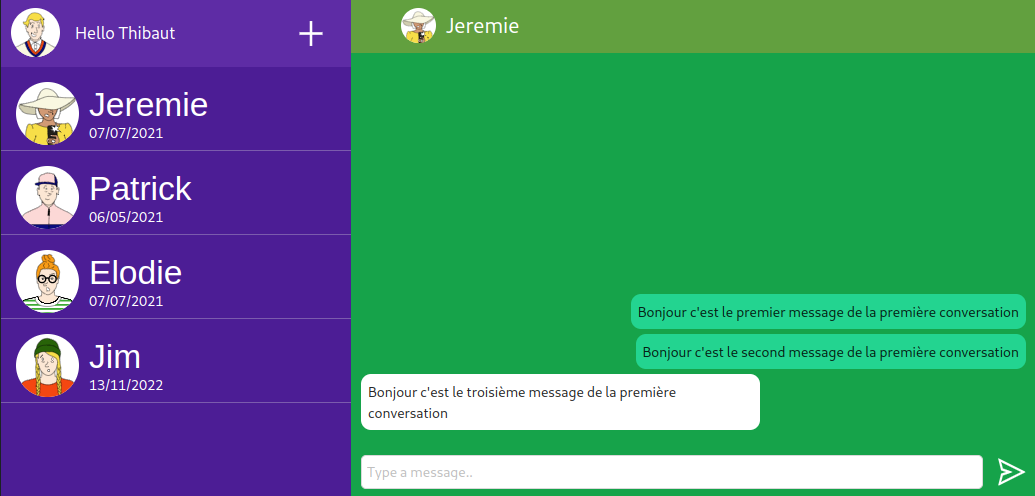 Hello Thibaut
Jeremie
07/07/2021
Patrick
06/05/2021
Elodie
07/07/2021
Jim
13/11/2022
Jeremie
Bonjour c'est le premier message de la première conversation
Bonjour c'est le second message de la première conversation
Bonjour c'est le troisième message de la première
conversation
Type a message..